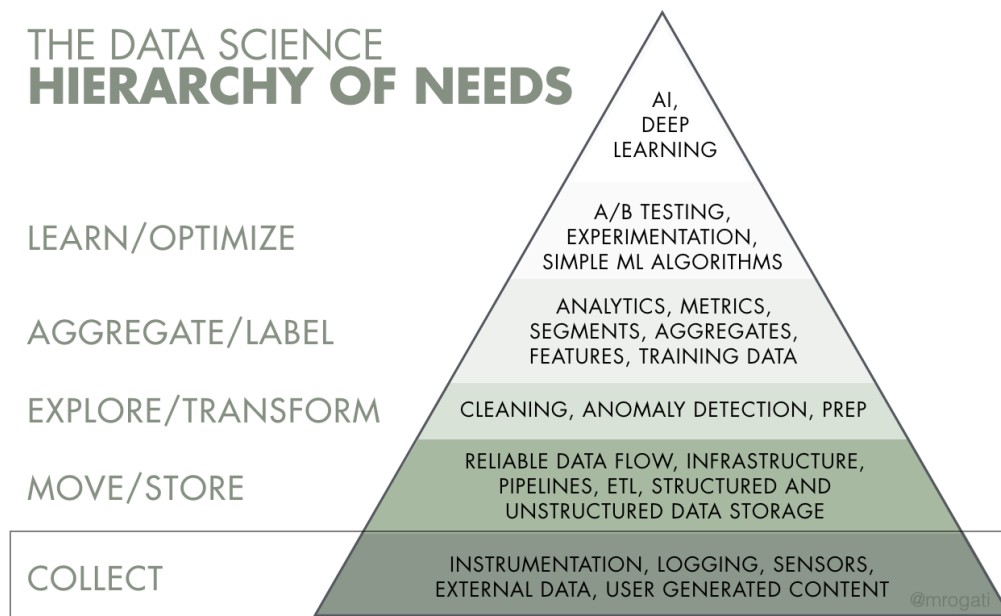 THE DATA SCIENCE
HIERARCHY OF NEEDS
AI,
DEEP
LEARNING
LEARN/OPTIMIZE
A/B TESTING,
EXPERIMENTATION,
SIMPLE ML ALGORITHMS
AGGREGATE/LABEL
ANALYTICS, METRICS,
SEGMENTS, AGGREGATES,
FEATURES, TRAINING DATA
EXPLORE/TRANSFORM
CLEANING, ANOMALY DETECTION, PREP
MOVE/STORE
RELIABLE DATA FLOW, INFRASTRUCTURE,
PIPELINES, ETL, STRUCTURED AND
UNSTRUCTURED DATA STORAGE
COLLECT
INSTRUMENTATION, LOGGING, SENSORS,
EXTERNAL DATA, USER GENERATED CONTENT
@mrogati